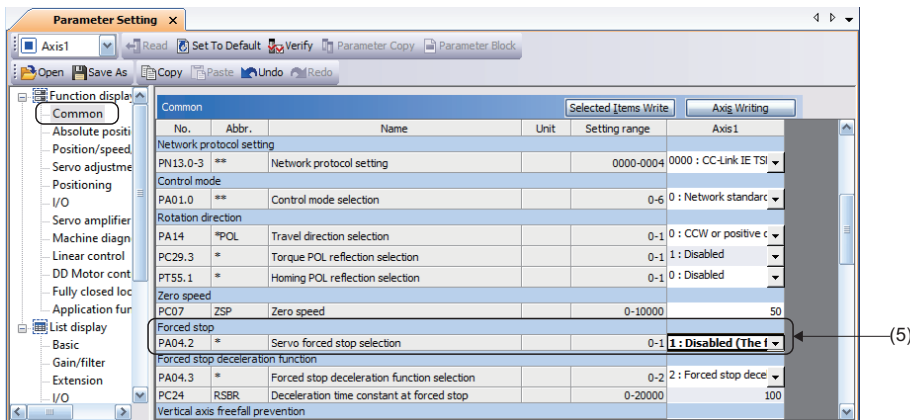 Parameter Setting
Axis1 Read Set To Default Verify Parameter Copy Parameter Block
Open Save As Copy Paste Undo Redo
Function displa
Common
Absolute positi
Position/speed
Servo adjustme
Positioning
I/O
Servo amplifier
Machine diagn
Linear control
DD Motor cont
Fully closed loc
Application fun
List display
Basic
Gain/filter
Extension
I/O
Common Selected Items Write Axis Writing
No. Abbr. Name Unit Setting range Axis1
Network protocol setting
PN13.0-3 ** Network protocol setting 0000-0004 0000 : CC-Link IE TSI
Control mode
PA01.0 ** Control mode selection 0-6 0 : Network standarc
Rotation direction
PA14 *POL Travel direction selection 0-1 0 : CCW or positive c
PC29.3 * Torque POL reflection selection 0-1 1 : Disabled
PT55.1 * Homing POL reflection selection 0-1 0 : Disabled
Zero speed
PC07 ZSP Zero speed 0-10000 50
Forced stop
PA04.2 * Servo forced stop selection 0-1 1 : Disabled (The f
(5)
Forced stop deceleration function
PA04.3 * Forced stop deceleration function selection 0-2 2 : Forced stop dece
PC24 RSBR Deceleration time constant at forced stop 0-20000 100
Vertical axis freefall prevention